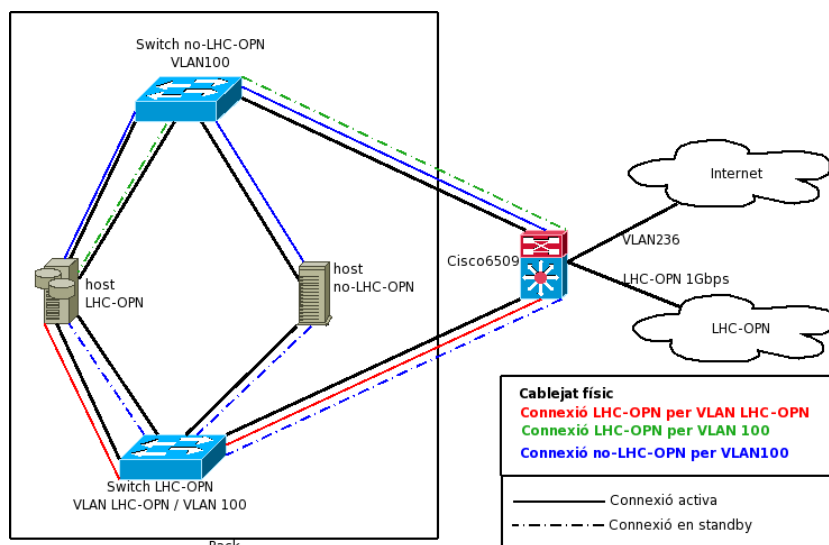 Switch no-LHC-OPN
VLAN100
host
LHC-OPN
host
no-LHC-OPN
Switch LHC-OPN
VLAN LHC-OPN / VLAN 100
Rack
Cisco6509
Internet
VLAN236
LHC-OPN 1Gbps
LHC-OPN
Cablejat físic
Connexió LHC-OPN per VLAN LHC-OPN
Connexió LHC-OPN per VLAN 100
Connexió no-LHC-OPN per VLAN100
Connexió activa
Connexió en standby